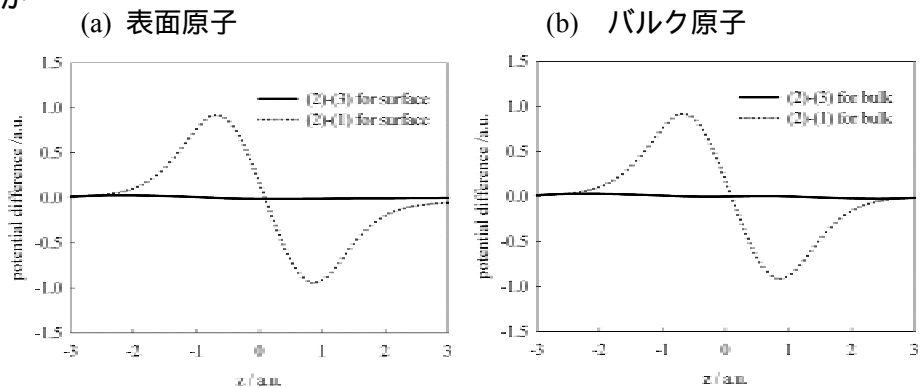 か
(a) 表面原子
1.5
1.0
0.5
0.0
-0.5
-1.0
-1.5
-3 -2 -1 0 1 2 3
potential difference /a.u.
z / a.u.
(2)-(3) for surface
(2)-(1) for surface
(b) バルク原子
1.5
1.0
0.5
0.0
-0.5
-1.0
-1.5
-3 -2 -1 0 1 2 3
potential difference /a.u.
z / a.u.
(2)-(3) for bulk
(2)-(1) for bulk